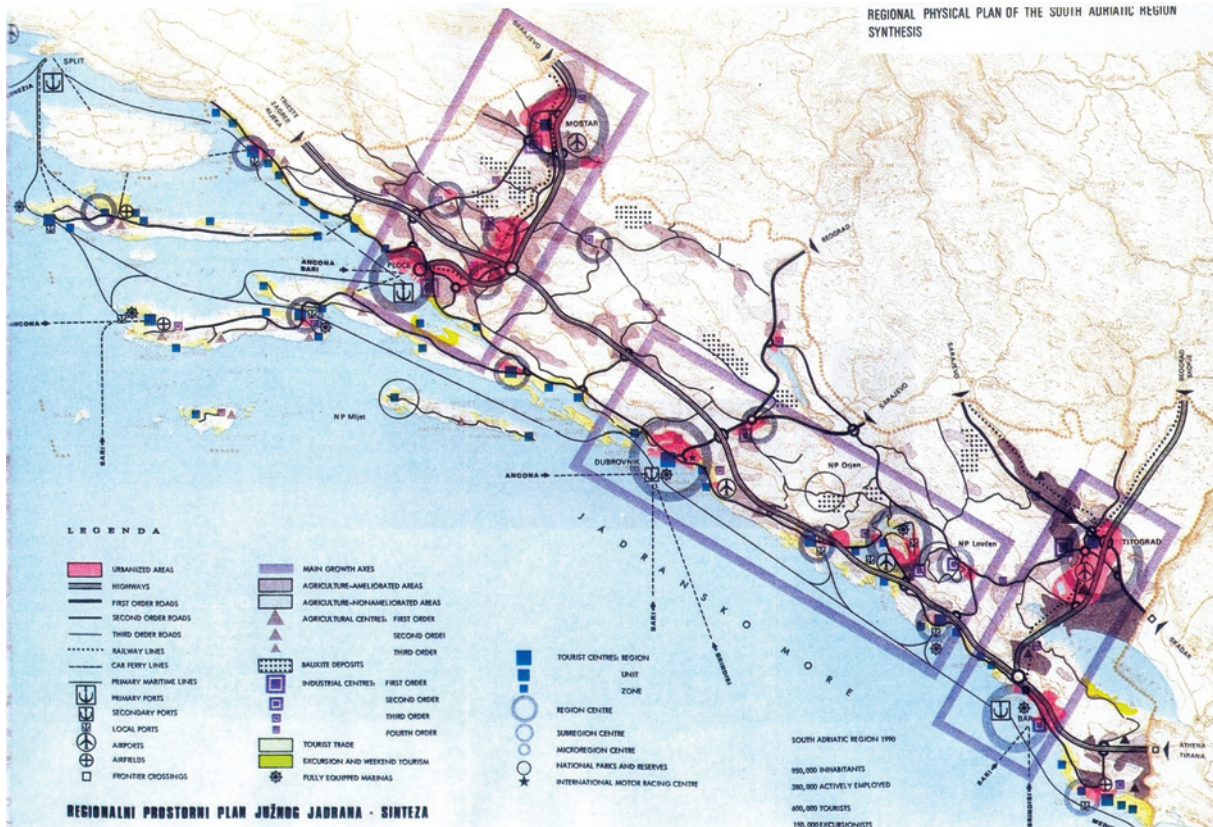 REGIONAL PHYSICAL PLAN OF THE SOUTH ADRIATIC REGION
SYNTHESIS
SPLIT
SARAJEVO
TRIESTE
ZAGREB
RIJEKA
MOSTAR
BEOGRAD
PLOČE
ANCONA
BARI
SARAJEVO
BEOGRAD
NP Mljet
SARAJEVO
BARI
DUBROVNIK
ANCONA
NP Orjen
NP Lovćen
TITOGRAD
SKADAR
JADRANSKO MORE
BARI
BRINDISI
BAR
BARI
BRINDISI
ATHENA
TIRANA
LEGENDA
URBANIZED AREAS
HIGHWAYS
FIRST ORDER ROADS
SECOND ORDER ROADS
THIRD ORDER ROADS
RAILWAY LINES
CAR FERRY LINES
PRIMARY MARITIME LINES
PRIMARY PORTS
SECONDARY PORTS
LOCAL PORTS
AIRPORTS
AIRFIELDS
FRONTIER CROSSINGS
MAIN GROWTH AXES
AGRICULTURE-AMELIORATED AREAS
AGRICULTURE-NONAMELIORATED AREAS
AGRICULTURAL CENTRES: FIRST ORDER
SECOND ORDER
THIRD ORDER
BAUXITE DEPOSITS
INDUSTRIAL CENTRES: FIRST ORDER
SECOND ORDER
THIRD ORDER
FOURTH ORDER
TOURIST TRADE
EXCURSION AND WEEKEND TOURISM
FULLY EQUIPPED MARINAS
TOURIST CENTRES: REGION
UNIT
ZONE
REGION CENTRE
SUBREGION CENTRE
MICROREGION CENTRE
NATIONAL PARKS AND RESERVES
INTERNATIONAL MOTOR RACING CENTRE
SOUTH ADRIATIC REGION 1990
950,000 INHABITANTS
380,000 ACTIVELY EMPLOYED
600,000 TOURISTS
150,000 EXCURSIONISTS
REGIONALNI PROSTORNI PLAN JUŽNOG JADRANA · SINTEZA